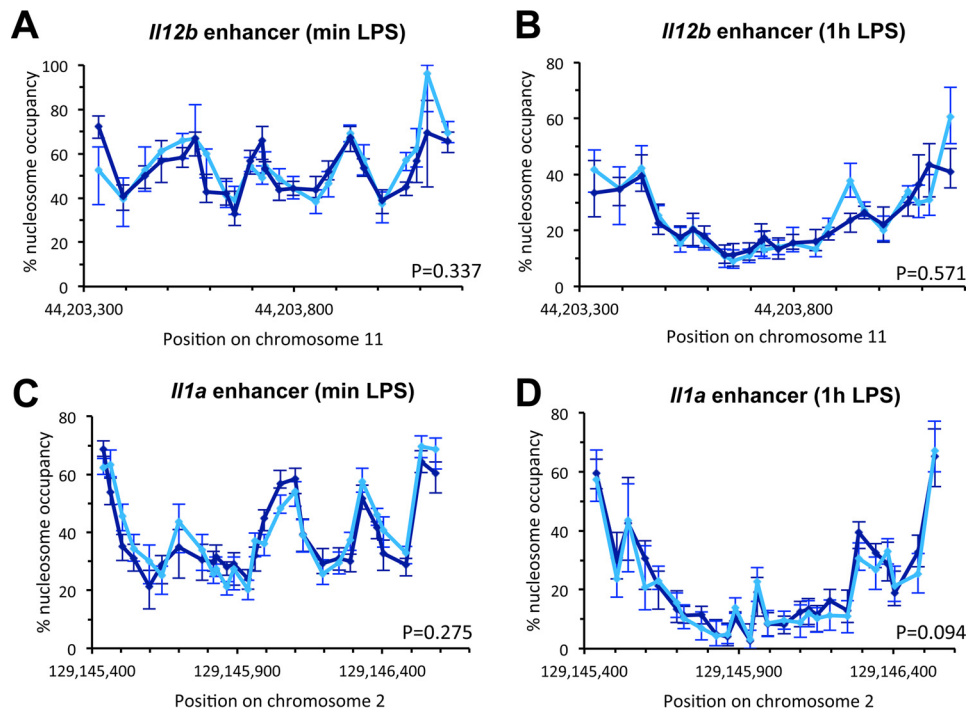 A
Il12b enhancer (min LPS)
% nucleosome occupancy
100
80
60
40
20
0
P=0.337
44,203,300
44,203,800
Position on chromosome 11
B
Il12b enhancer (1h LPS)
% nucleosome occupancy
80
60
40
20
0
P=0.571
44,203,300
44,203,800
Position on chromosome 11
C
Il1a enhancer (min LPS)
% nucleosome occupancy
80
60
40
20
0
P=0.275
129,145,400
129,145,900
129,146,400
Position on chromosome 2
D
Il1a enhancer (1h LPS)
% nucleosome occupancy
80
60
40
20
0
P=0.094
129,145,400
129,145,900
129,146,400
Position on chromosome 2